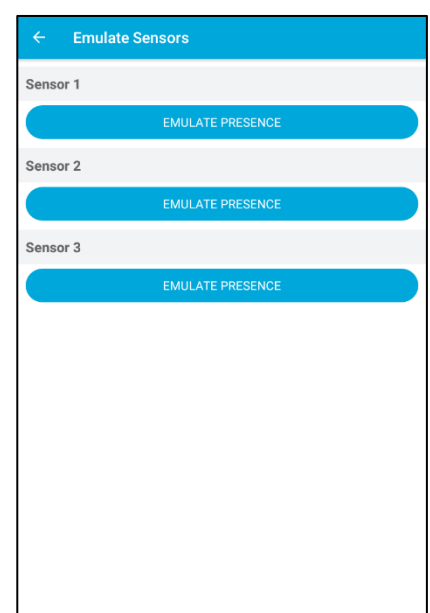 Emulate Sensors
Sensor 1
EMULATE PRESENCE
Sensor 2
EMULATE PRESENCE
Sensor 3
EMULATE PRESENCE